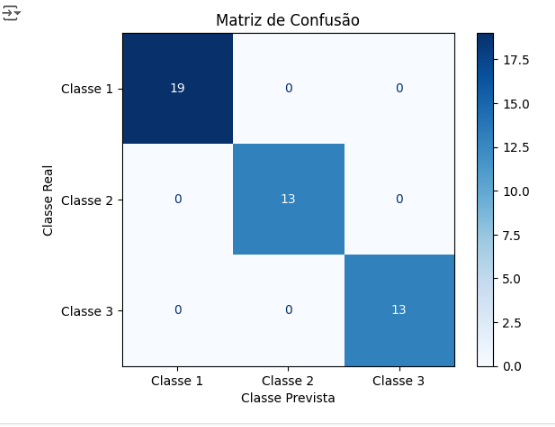 Matriz de Confusão
Classe 1 19 0 0
Classe 2 0 13 0
Classe 3 0 0 13
Classe Real
Classe 1 Classe 2 Classe 3
Classe Prevista
17.5
15.0
12.5
10.0
7.5
5.0
2.5
0.0